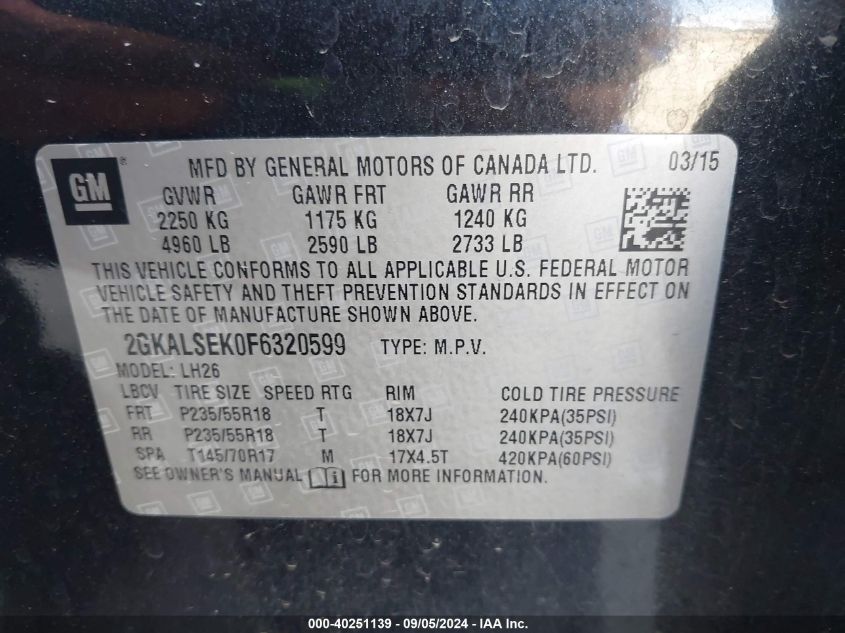 GM ®
MFD BY GENERAL MOTORS OF CANADA LTD. 03/15
GVWR GAWR FRT GAWR RR
2250 KG 1175 KG 1240 KG
4960 LB 2590 LB 2733 LB
THIS VEHICLE CONFORMS TO ALL APPLICABLE U.S. FEDERAL MOTOR
VEHICLE SAFETY AND THEFT PREVENTION STANDARDS IN EFFECT ON
THE DATE OF MANUFACTURE SHOWN ABOVE.
2GKALSEK0F6320599 TYPE: M.P.V.
MODEL: LH26
LBCV TIRE SIZE SPEED RTG RIM COLD TIRE PRESSURE
FRT P235/55R18 T 18X7J 240KPA(35PSI)
RR P235/55R18 T 18X7J 240KPA(35PSI)
SPA T145/70R17 M 17X4.5T 420KPA(60PSI)
SEE OWNER'S MANUAL FOR MORE INFORMATION.
000-40251139 - 09/05/2024 - IAA Inc.